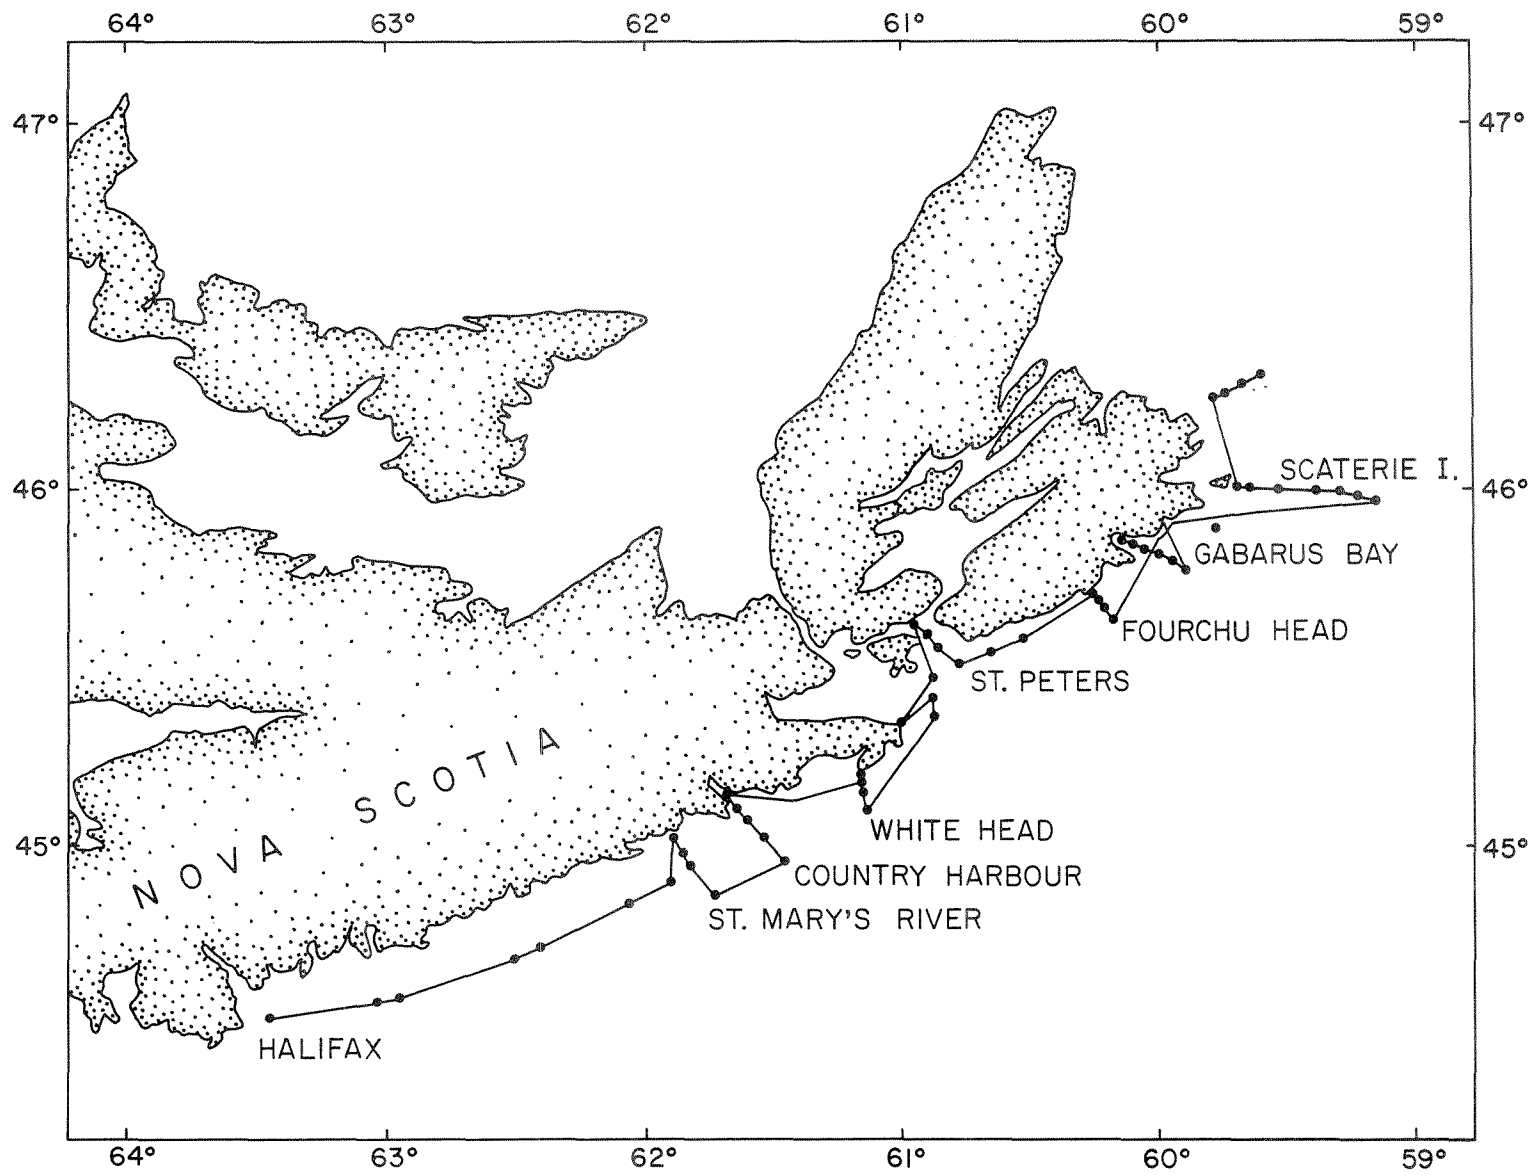 64° 63° 62° 61° 60° 59°
47° 47°
SCATERIE I.
46° 46°
GABARUS BAY
FOURCHU HEAD
ST. PETERS
NOVA SCOTIA
WHITE HEAD
45° 45°
COUNTRY HARBOUR
ST. MARY'S RIVER
HALIFAX
64° 63° 62° 61° 60° 59°